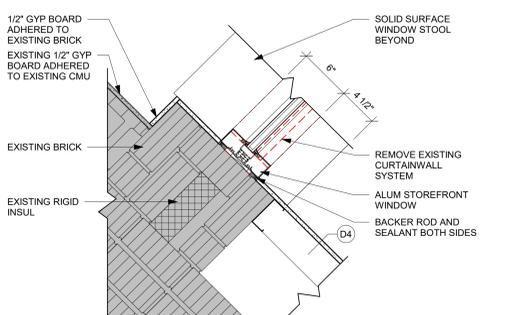 1/2" GYP BOARD
ADHERED TO
EXISTING BRICK
EXISTING 1/2" GYP
BOARD ADHERED
TO EXISTING CMU
EXISTING BRICK
EXISTING RIGID
INSUL
SOLID SURFACE
WINDOW STOOL
BEYOND
6"
4 1/2"
REMOVE EXISTING
CURTAINWALL
SYSTEM
ALUM STOREFRONT
WINDOW
BACKER ROD AND
SEALANT BOTH SIDES
D4